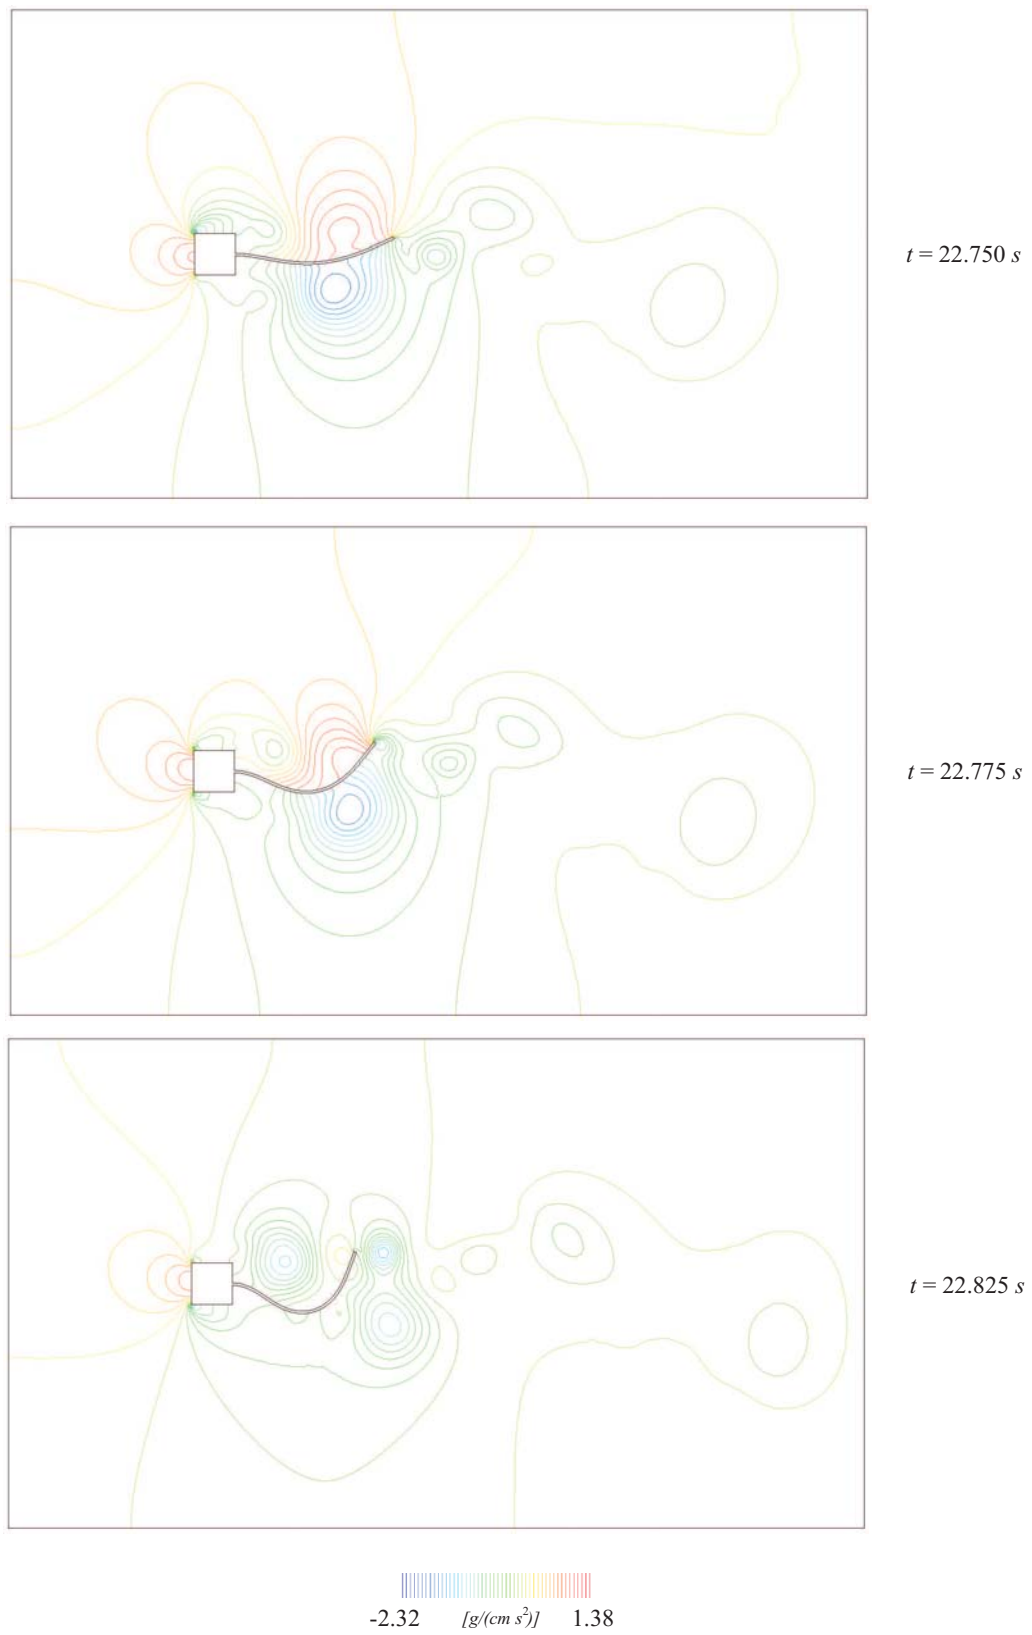 t = 22.750 s
t = 22.775 s
t = 22.825 s
-2.32 [g/(cm s²)] 1.38